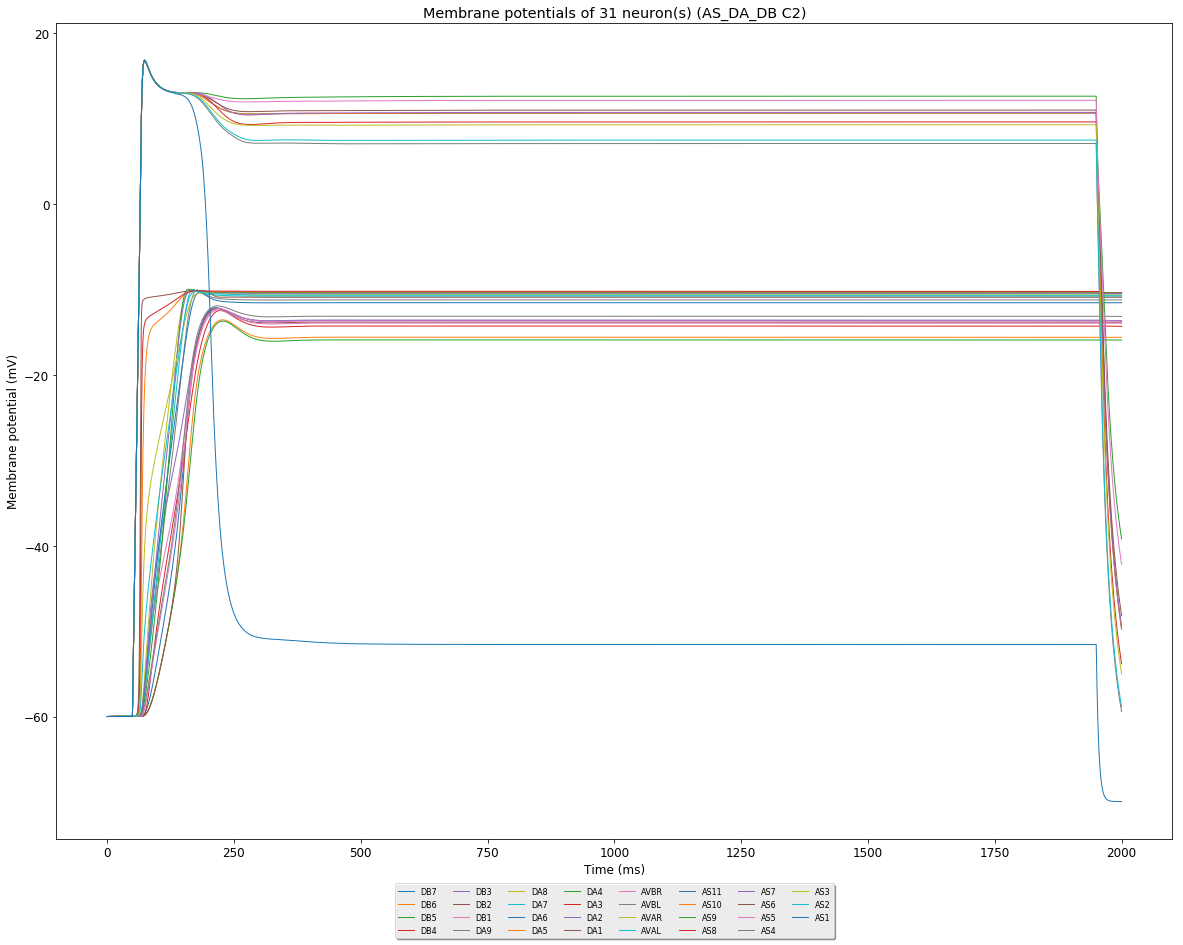 Membrane potentials of 31 neuron(s) (AS_DA_DB C2)
20
0
−20
−40
−60
Membrane potential (mV)
0 250 500 750 1000 1250 1500 1750 2000
Time (ms)
DB7 DB3 DA8 DA4 AVBR AS11 AS7 AS3
DB6 DB2 DA7 DA3 AVBL AS10 AS6 AS2
DB5 DB1 DA6 DA2 AVAR AS9 AS5 AS1
DB4 DA9 DA5 DA1 AVAL AS8 AS4